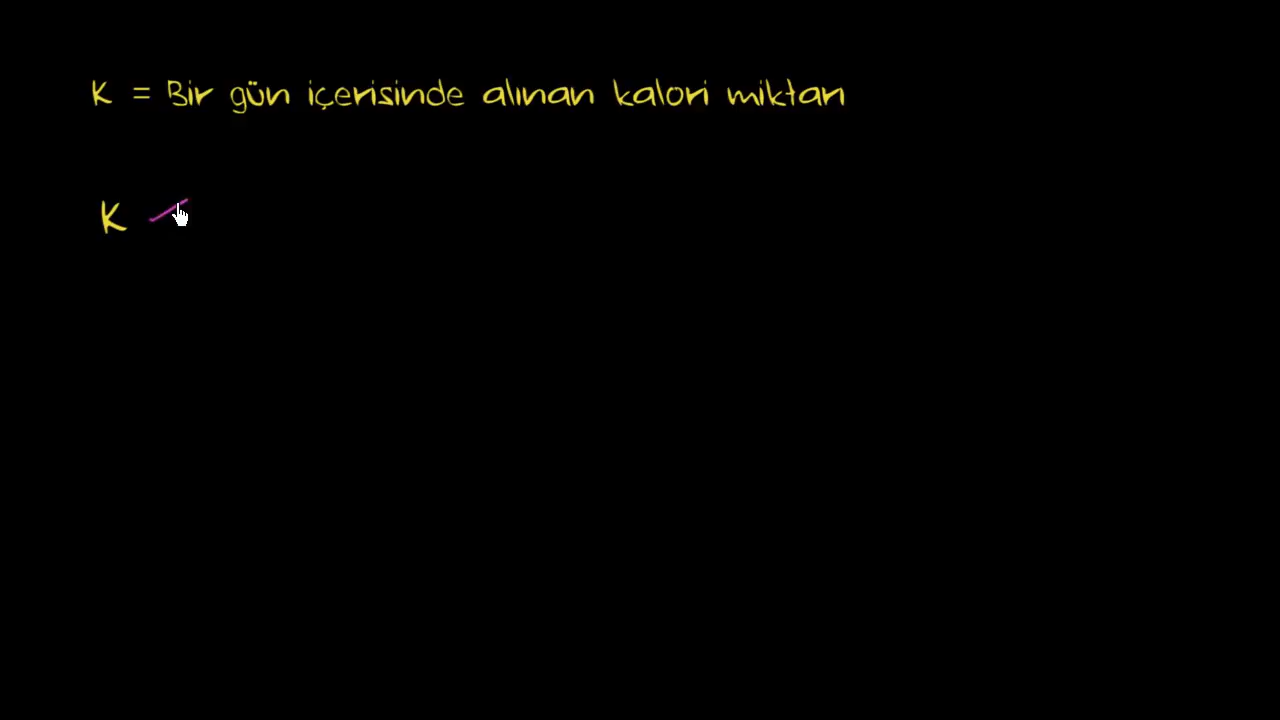 K = Bir gün içerisinde alınan kalori miktarı
K